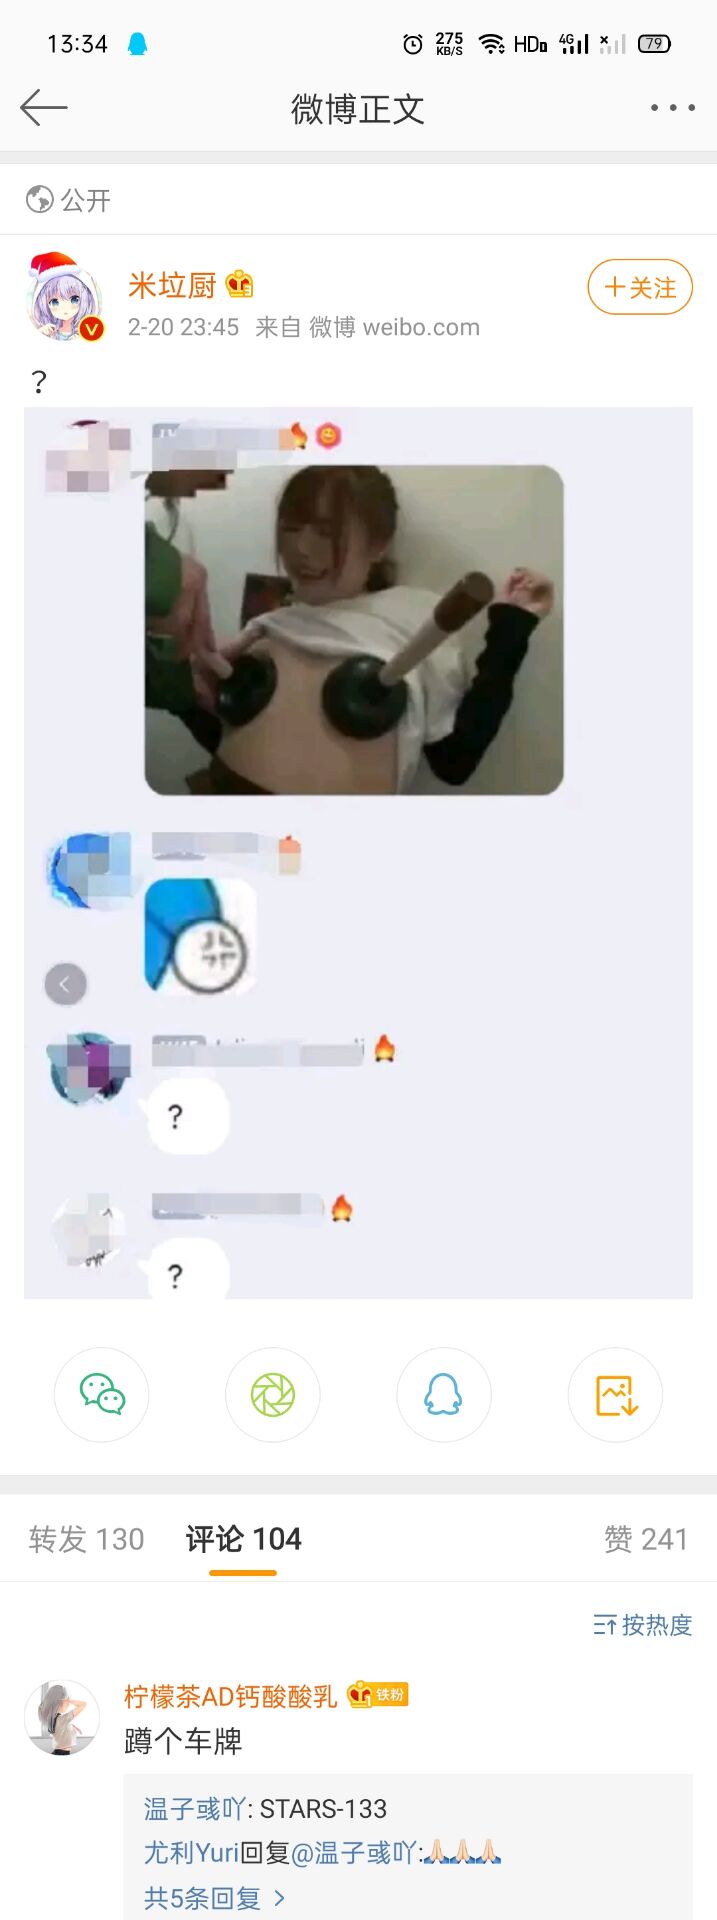 13:34
275
KB/S
HD
4G
79
微博正文
公开
米垃厨
+关注
2-20 23:45 来自 微博 weibo.com
?
?
?
转发 130
评论 104
赞 241
按热度
柠檬茶AD钙酸酸乳
铁粉
蹲个车牌
温子彧吖: STARS-133
尤利Yuri回复@温子彧吖:🙏🏻🙏🏻🙏🏻
共5条回复 >